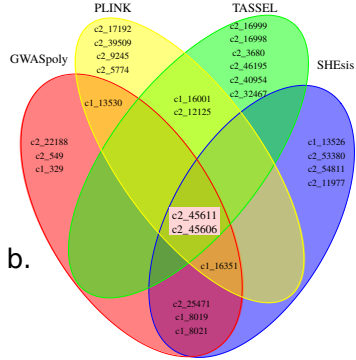 PLINK
TASSEL
GWASpoly
SHEsis
c2_17192
c2_39509
c2_9245
c2_5774
c2_16999
c2_16998
c2_3680
c2_46195
c2_40954
c2_32467
c1_13530
c1_16001
c2_12125
c2_22188
c2_549
c1_329
c1_13526
c2_53380
c2_54811
c2_11977
c2_45611
c2_45606
b.
c1_16351
c2_25471
c1_8019
c1_8021